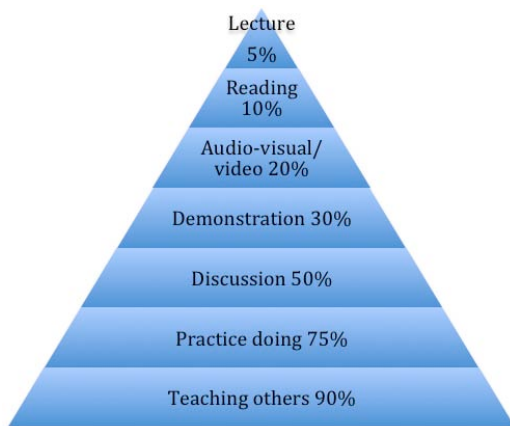 Lecture
5%
Reading
10%
Audio-visual/
video 20%
Demonstration 30%
Discussion 50%
Practice doing 75%
Teaching others 90%